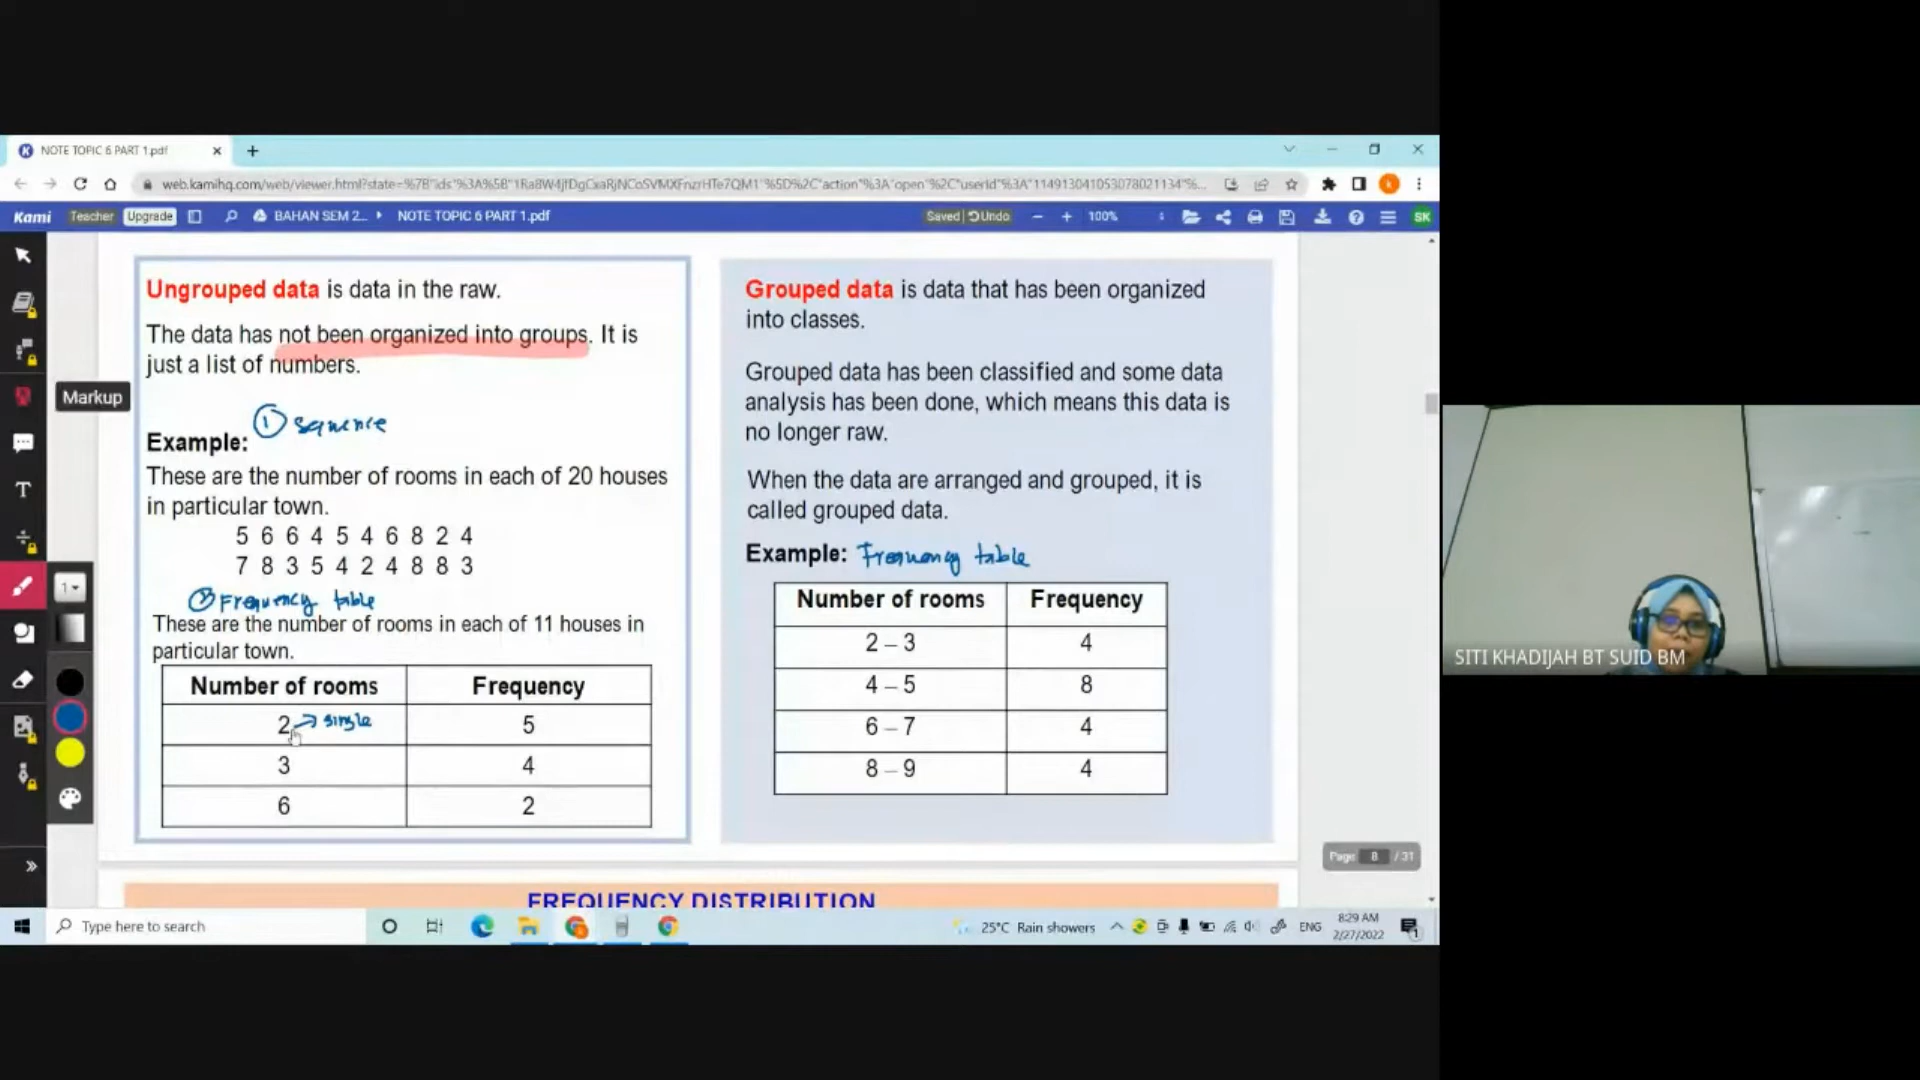 NOTE TOPIC 6 PART 1.pdf
Kami Teacher Upgrade BAHAN SEM 2... NOTE TOPIC 6 PART 1.pdf Saved Undo 100% SK
Ungrouped data is data in the raw.
The data has not been organized into groups. It is
just a list of numbers.
Markup
① sequence
Example:
These are the number of rooms in each of 20 houses
in particular town.
5 6 6 4 5 4 6 8 2 4
7 8 3 5 4 2 4 8 8 3
② Frequency table
These are the number of rooms in each of 11 houses in
particular town.
Number of rooms Frequency
2 → single 5
3 4
6 2
Grouped data is data that has been organized
into classes.
Grouped data has been classified and some data
analysis has been done, which means this data is
no longer raw.
When the data are arranged and grouped, it is
called grouped data.
Example: Frequency table
Number of rooms Frequency
2 – 3 4
4 – 5 8
6 – 7 4
8 – 9 4
Page 8 / 31
FREQUENCY DISTRIBUTION
Type here to search
25°C Rain showers
ENG
8:29 AM
2/27/2022
SITI KHADIJAH BT SUID BM